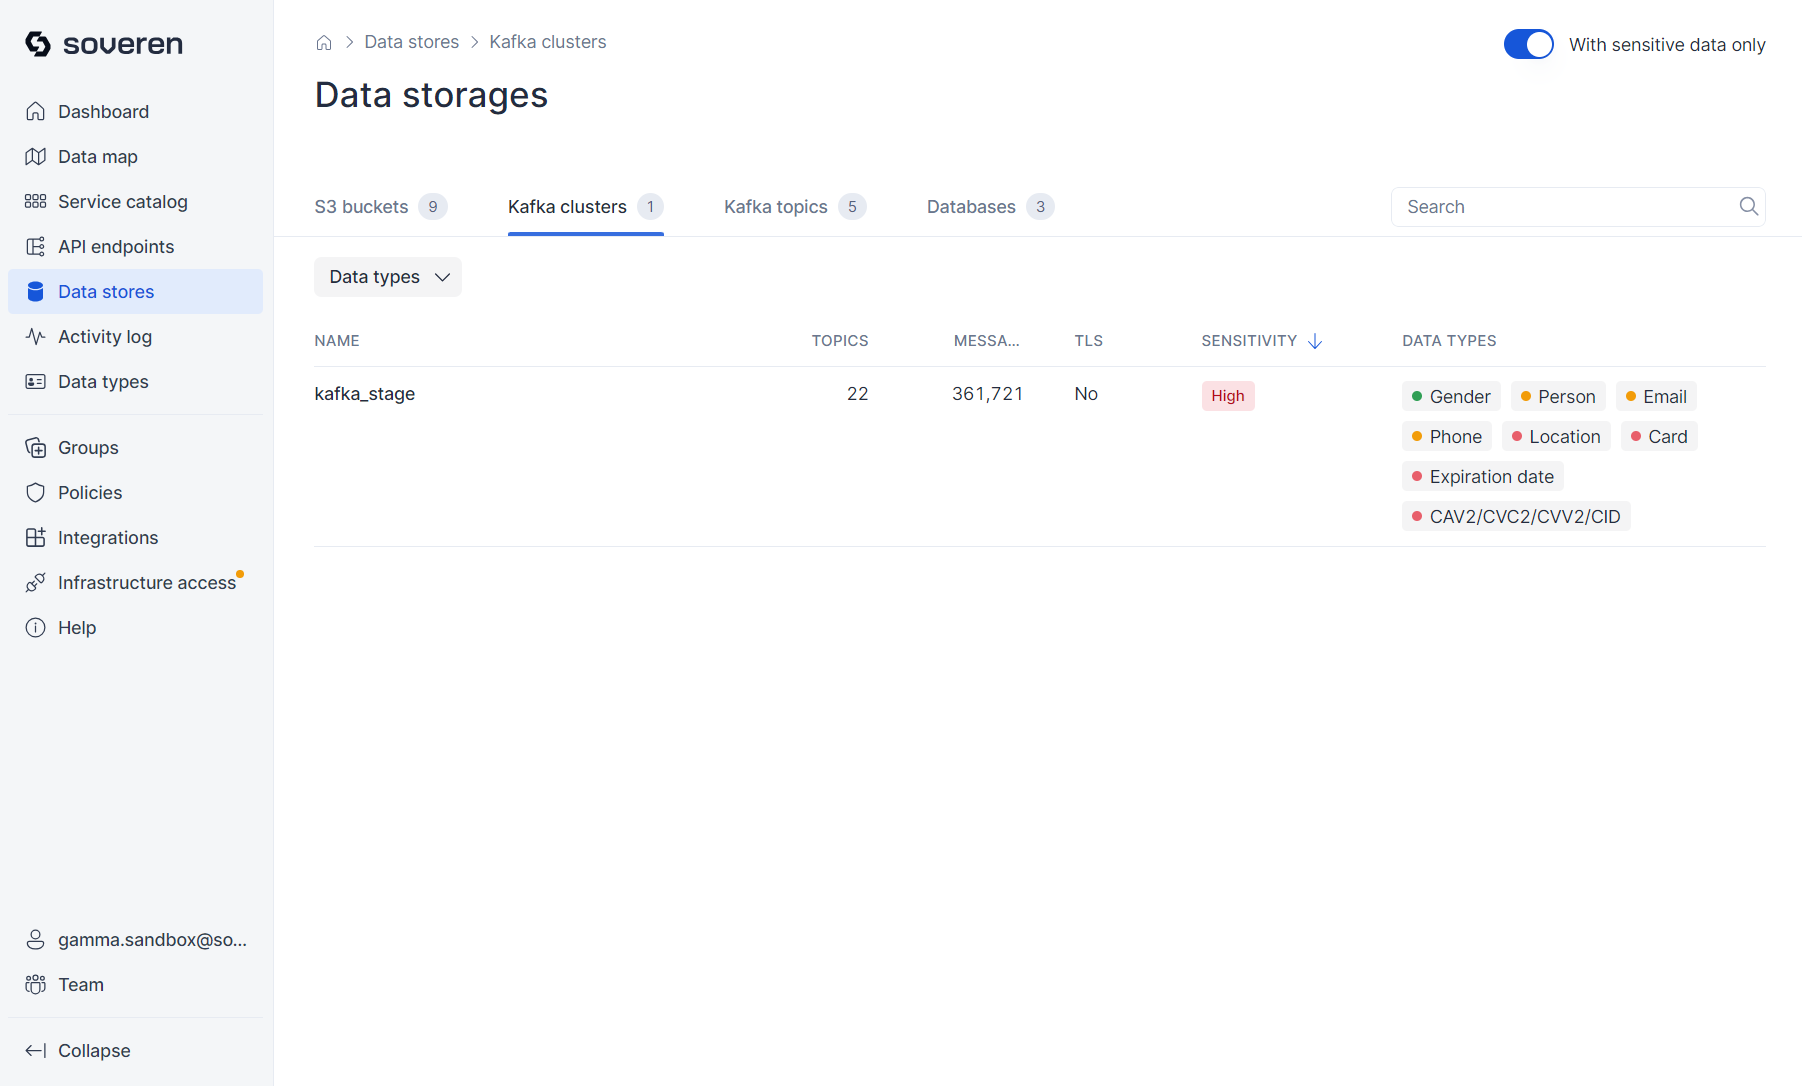 soveren
Dashboard
Data map
Service catalog
API endpoints
Data stores
Activity log
Data types
Groups
Policies
Integrations
Infrastructure access
Help
gamma.sandbox@so...
Team
Collapse
Data stores Kafka clusters
With sensitive data only
Data storages
S3 buckets 9 Kafka clusters 1 Kafka topics 5 Databases 3
Search
Data types
NAME TOPICS MESSA... TLS SENSITIVITY DATA TYPES
kafka_stage 22 361,721 No High Gender Person Email
Phone Location Card
Expiration date
CAV2/CVC2/CVV2/CID